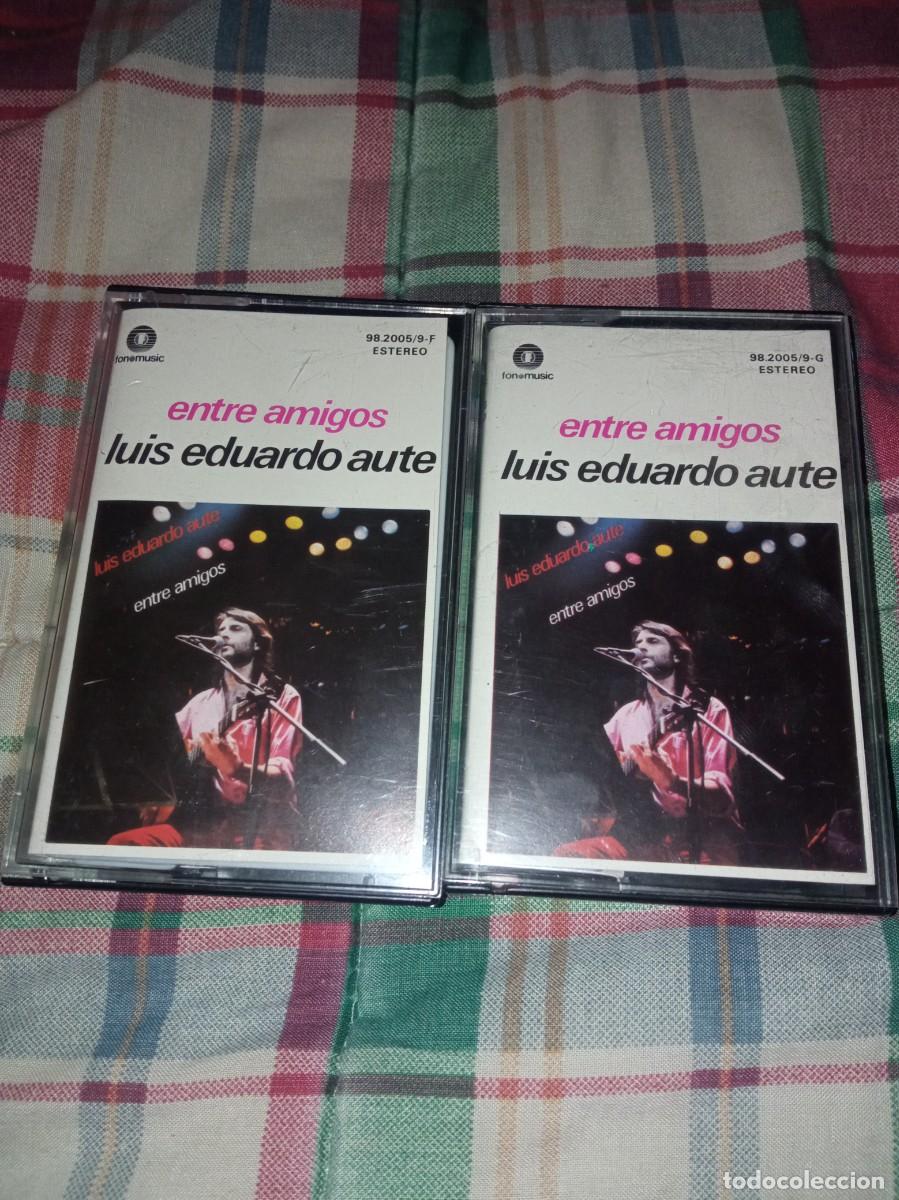 98.2005/9-F
ESTEREO
fonomusic
entre amigos
luis eduardo aute
luis eduardo aute
entre amigos
98.2005/9-G
ESTEREO
fonomusic
entre amigos
luis eduardo aute
luis eduardo aute
entre amigos
todocoleccion